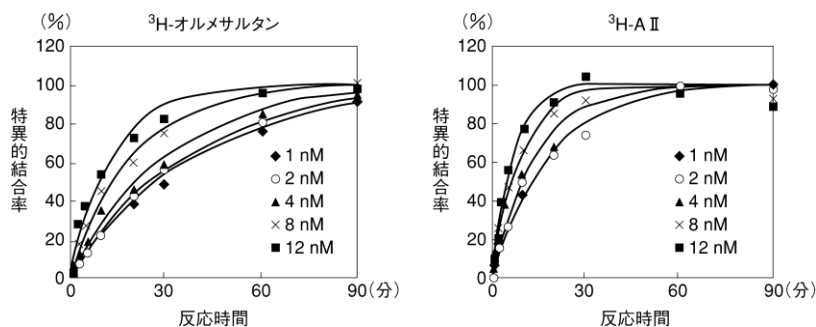 ³H-オルメサルタン
(%)
120
100
80
60
40
20
0
特異的結合率
◆ 1 nM
○ 2 nM
▲ 4 nM
× 8 nM
■ 12 nM
0 30 60 90(分)
反応時間
³H-AⅡ
(%)
120
100
80
60
40
20
0
特異的結合率
◆ 1 nM
○ 2 nM
▲ 4 nM
× 8 nM
■ 12 nM
0 30 60 90(分)
反応時間